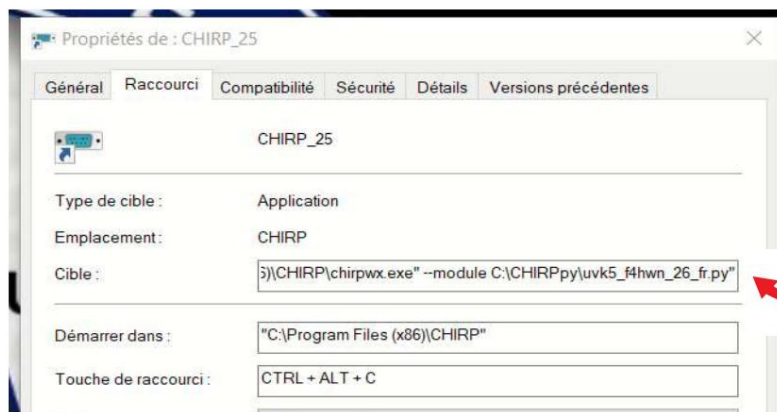 Propriétés de : CHIRP_25
Général Raccourci Compatibilité Sécurité Détails Versions précédentes
CHIRP_25
Type de cible : Application
Emplacement : CHIRP
Cible : 6)\CHIRP\chirpwx.exe" --module C:\CHIRPpy\uvk5_f4hwn_26_fr.py"
Démarrer dans : "C:\Program Files (x86)\CHIRP"
Touche de raccourci : CTRL + ALT + C